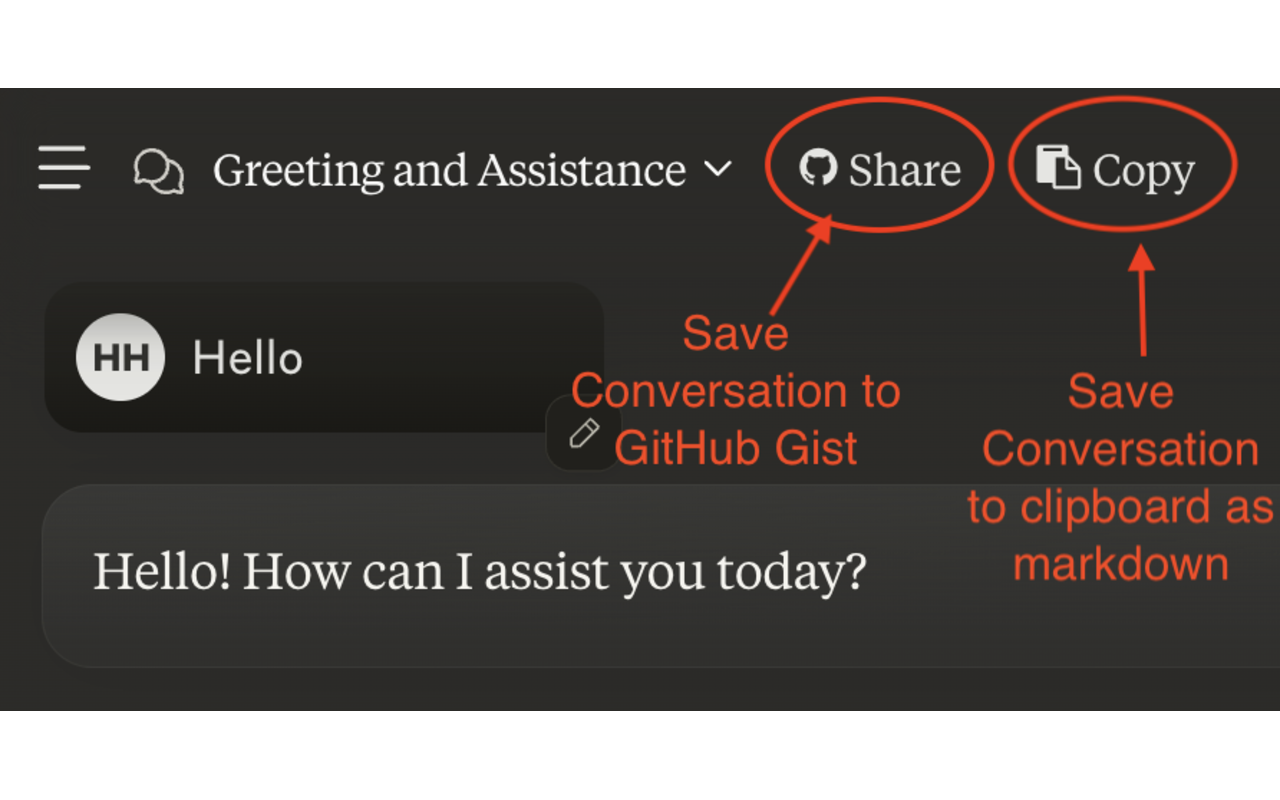 Greeting and Assistance
Share
Copy
HH
Hello
Save
Conversation to
GitHub Gist
Save
Conversation
to clipboard as
markdown
Hello! How can I assist you today?